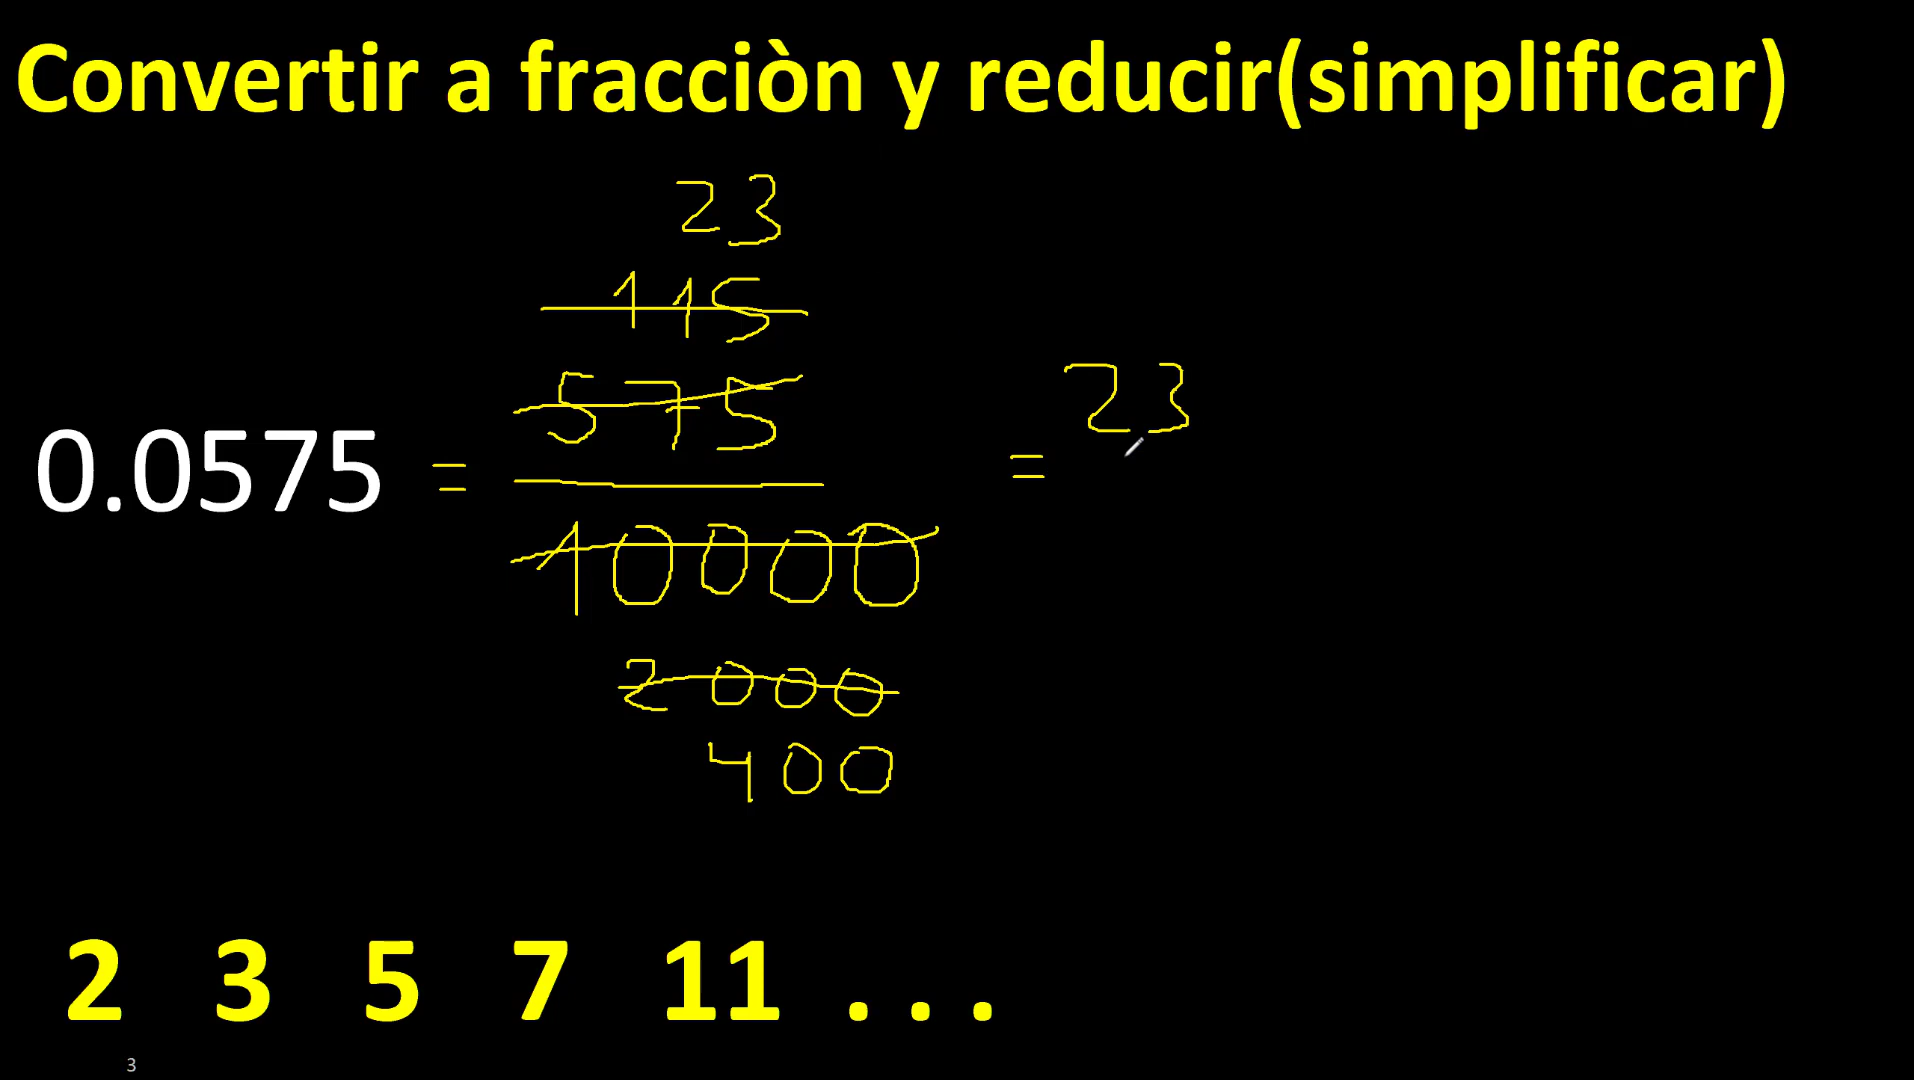 Convertir a fracciòn y reducir(simplificar)
23
115
575
0.0575 = = 23
10000
2000
400
2 3 5 7 11 . . .
3